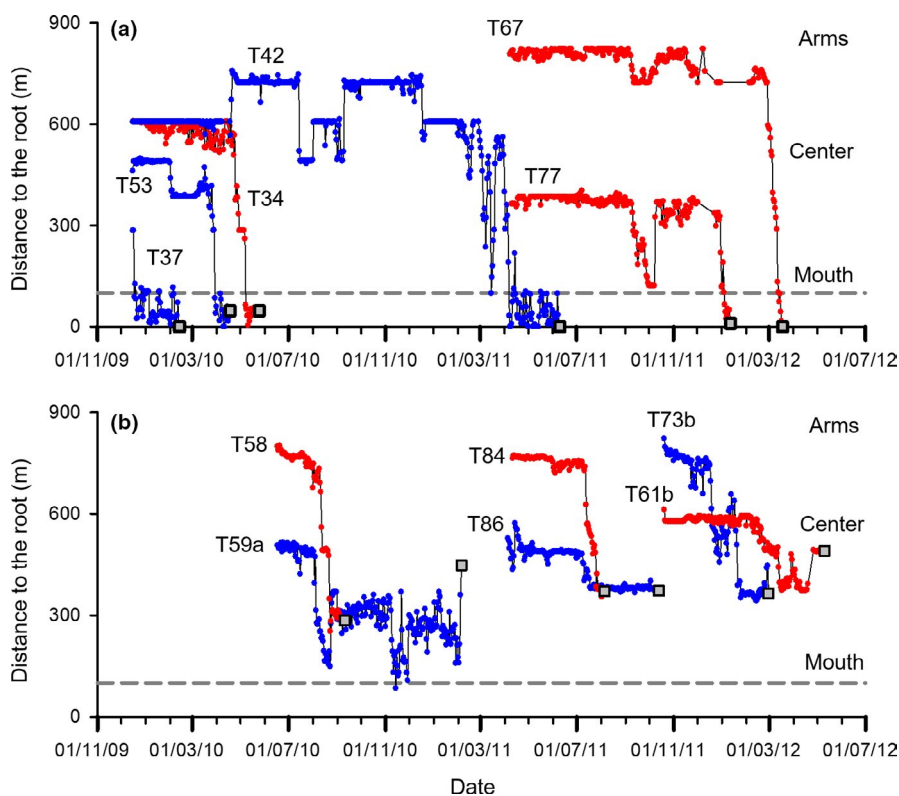 (a)
Distance to the root (m)
900
600
300
0
T67
T42
T53
T34
T77
T37
Arms
Center
Mouth
01/11/09 01/03/10 01/07/10 01/11/10 01/03/11 01/07/11 01/11/11 01/03/12 01/07/12
(b)
Distance to the root (m)
900
600
300
0
T58
T59a
T84
T86
T73b
T61b
Arms
Center
Mouth
01/11/09 01/03/10 01/07/10 01/11/10 01/03/11 01/07/11 01/11/11 01/03/12 01/07/12
Date